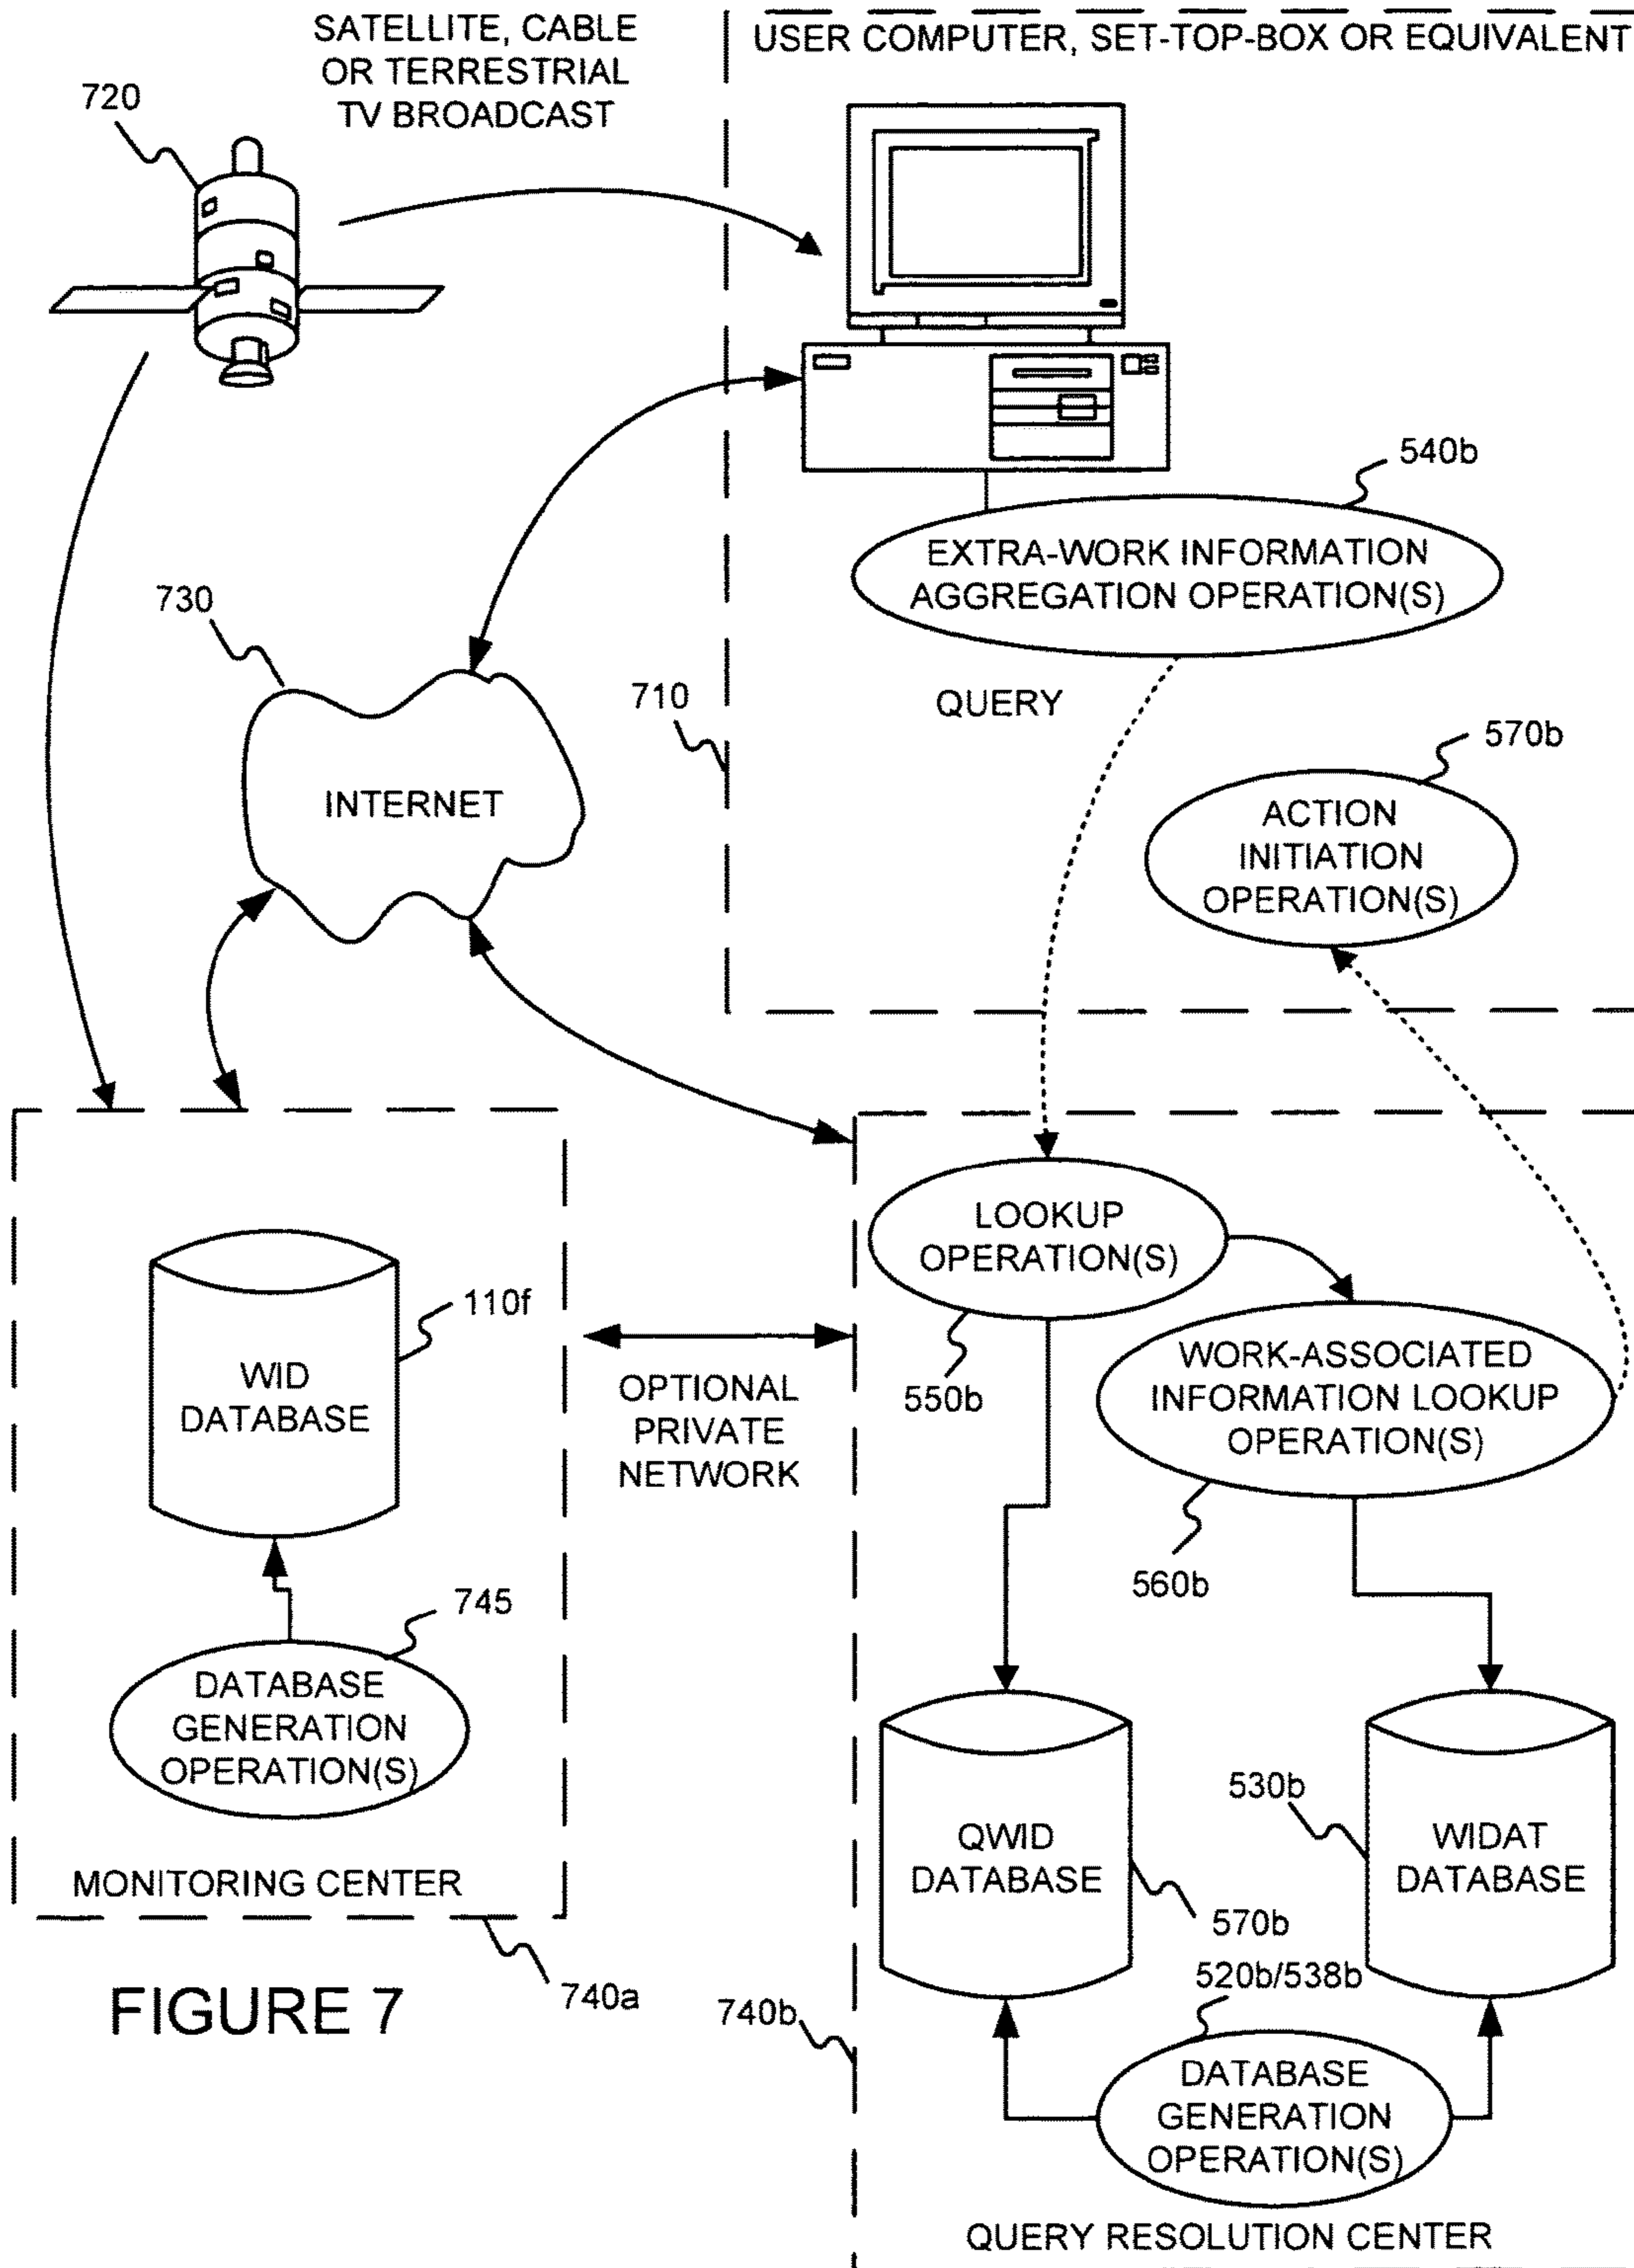 SATELLITE, CABLE
OR TERRESTRIAL
TV BROADCAST
USER COMPUTER, SET-TOP-BOX OR EQUIVALENT
720
540b
EXTRA-WORK INFORMATION
AGGREGATION OPERATION(S)
730
710
QUERY
570b
INTERNET
ACTION
INITIATION
OPERATION(S)
LOOKUP
OPERATION(S)
110f
WID
DATABASE
OPTIONAL
PRIVATE
NETWORK
550b
WORK-ASSOCIATED
INFORMATION LOOKUP
OPERATION(S)
560b
745
DATABASE
GENERATION
OPERATION(S)
530b
QWID
DATABASE
WIDAT
DATABASE
MONITORING CENTER
570b
520b/538b
740a
FIGURE 7
740b
DATABASE
GENERATION
OPERATION(S)
QUERY RESOLUTION CENTER